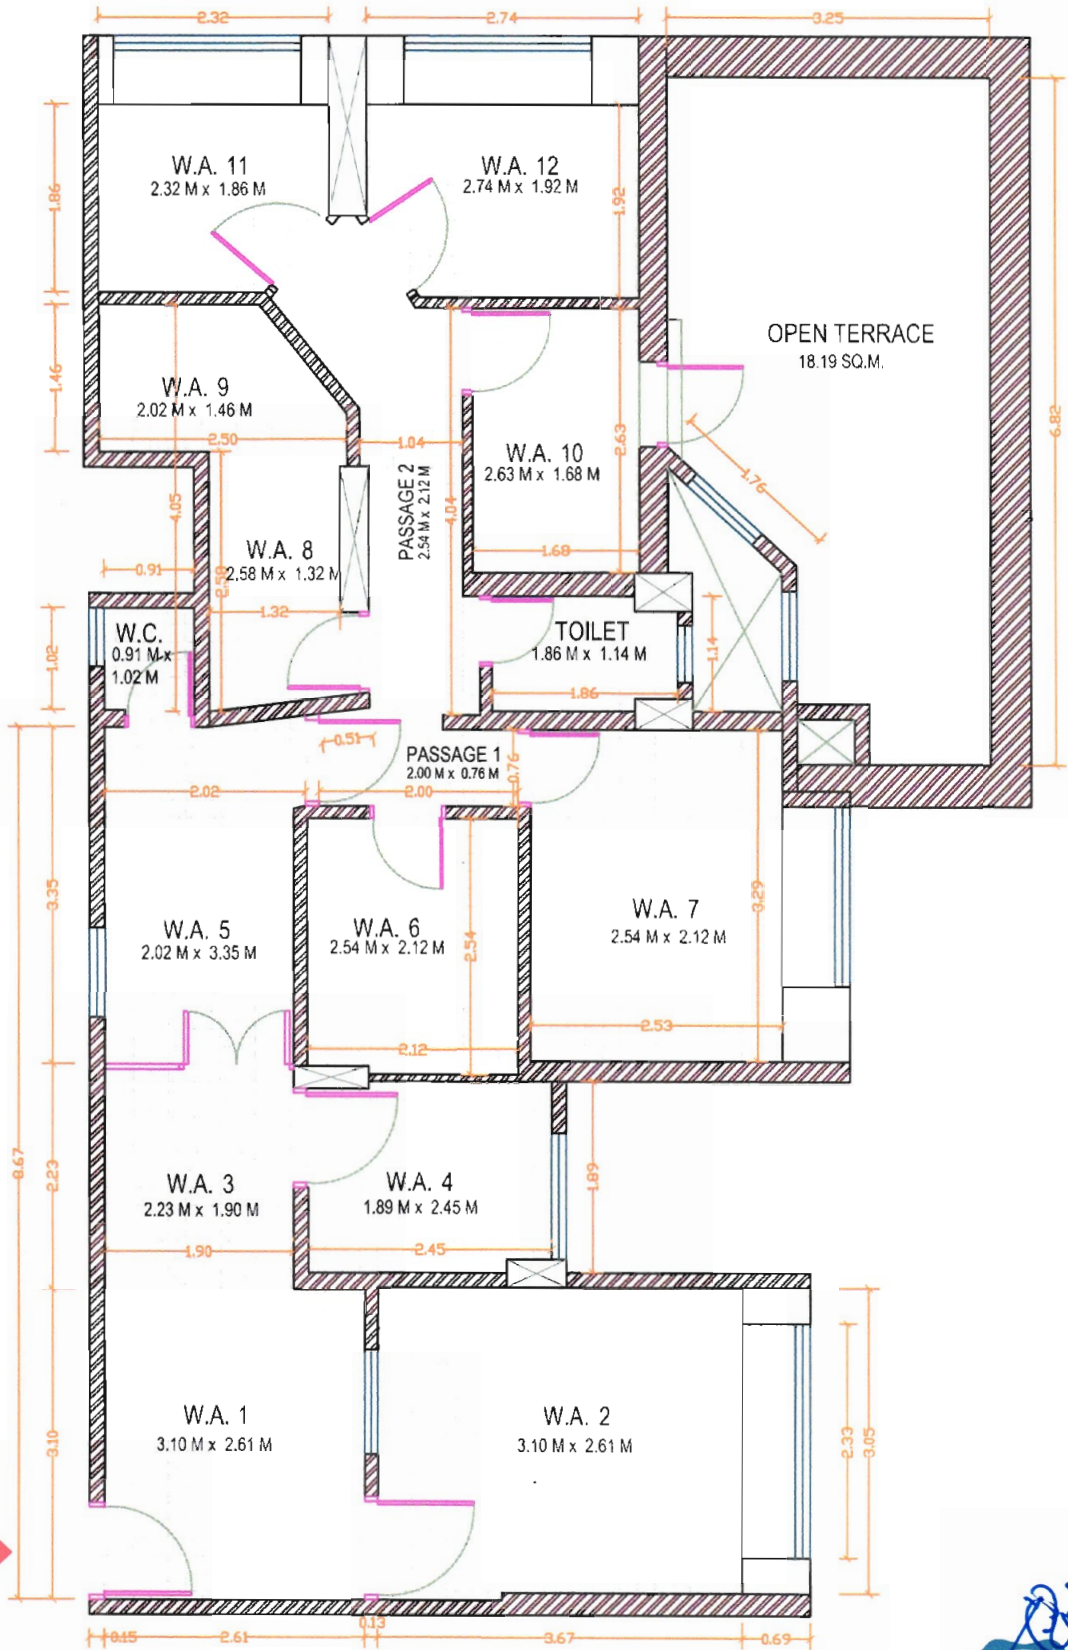 2.32
2.74
3.25
W.A. 11
2.32 M x 1.86 M
W.A. 12
2.74 M x 1.92 M
1.86
1.92
OPEN TERRACE
18.19 SQ.M.
6.82
1.46
W.A. 9
2.02 M x 1.46 M
2.50
1.04
2.63
W.A. 10
2.63 M x 1.68 M
1.76
PASSAGE 2
2.54 M x 2.12 M
4.05
4.04
W.A. 8
2.58 M x 1.32 M
2.58
1.68
0.91
1.32
W.C.
0.91 M x
1.02 M
1.02
TOILET
1.86 M x 1.14 M
1.14
1.86
0.51
PASSAGE 1
2.00 M x 0.76 M
0.76
2.02
2.00
3.35
W.A. 5
2.02 M x 3.35 M
W.A. 6
2.54 M x 2.12 M
2.54
W.A. 7
2.54 M x 2.12 M
3.29
2.53
2.12
8.67
2.23
W.A. 3
2.23 M x 1.90 M
W.A. 4
1.89 M x 2.45 M
1.89
1.90
2.45
3.10
W.A. 1
3.10 M x 2.61 M
W.A. 2
3.10 M x 2.61 M
2.33
3.05
0.15
2.61
0.13
3.67
0.69